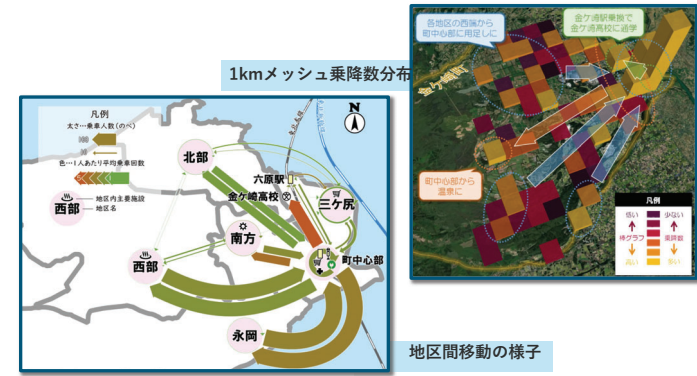 1kmメッシュ乗降数分布
凡例
太さ…乗車人数(のべ)
色…1人あたり平均乗車回数
地区内主要施設
西部
地区名
N
北部
六原駅
金ケ崎高校
三ケ尻
南方
西部
町中心部
永岡
地区間移動の様子
各地区の西端から
町中心部に用足しに
金ケ崎駅乗換で
金ケ崎高校に通学
金ケ崎町
町中心部から
温泉に
凡例
低い
少ない
棒グラフ
乗降数
高い
多い